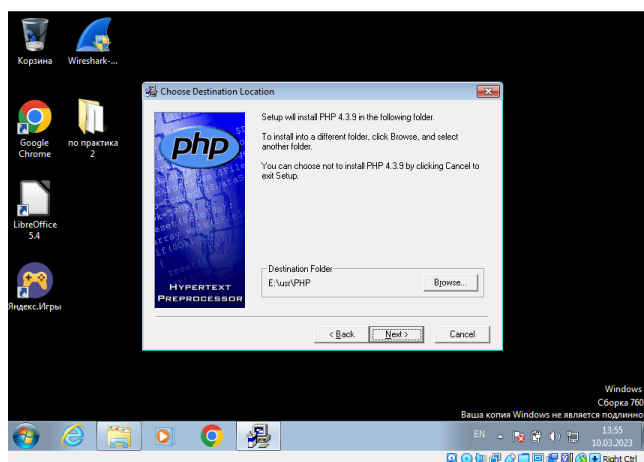 Корзина
Wireshark-...
Google
Chrome
по практика
2
LibreOffice
5.4
Яндекс.Игры
Choose Destination Location
php
HYPERTEXT
PREPROCESSOR
Setup will install PHP 4.3.9 in the following folder.
To install into a different folder, click Browse, and select
another folder.
You can choose not to install PHP 4.3.9 by clicking Cancel to
exit Setup.
Destination Folder
E:\usr\PHP
Browse...
< Back
Next >
Cancel
Windows
Сборка 760
Ваша копия Windows не является подлинно
EN
13:55
10.03.2023
Right Ctrl